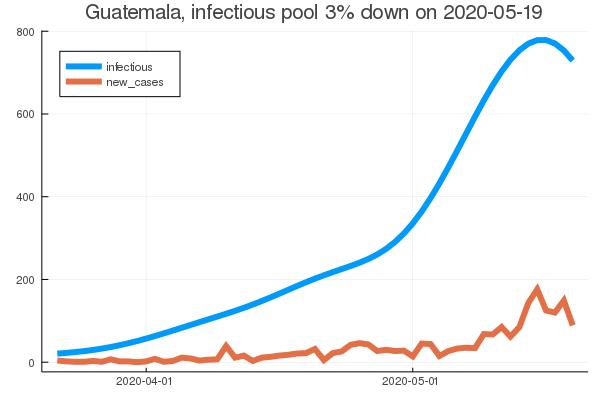 Guatemala, infectious pool 3% down on 2020-05-19
800
infectious
new_cases
600
400
200
0
2020-04-01
2020-05-01